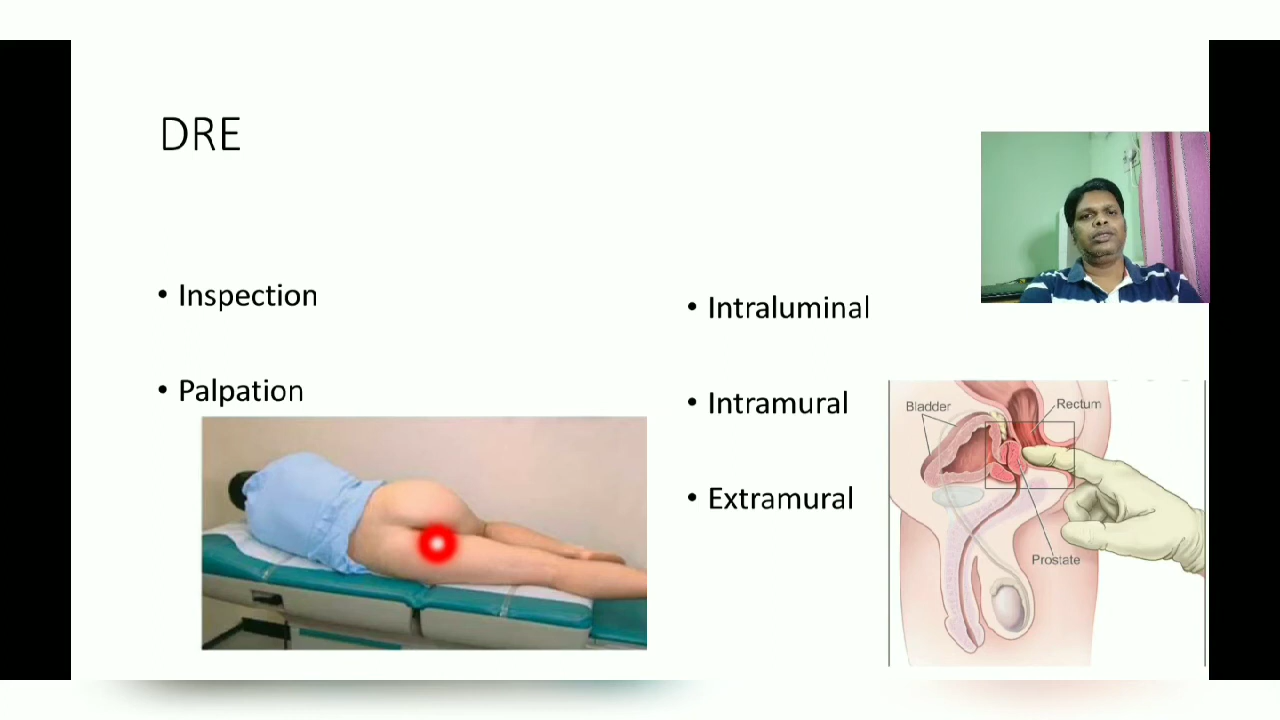 DRE
• Inspection
• Palpation
• Intraluminal
• Intramural
• Extramural
Bladder
Rectum
Prostate